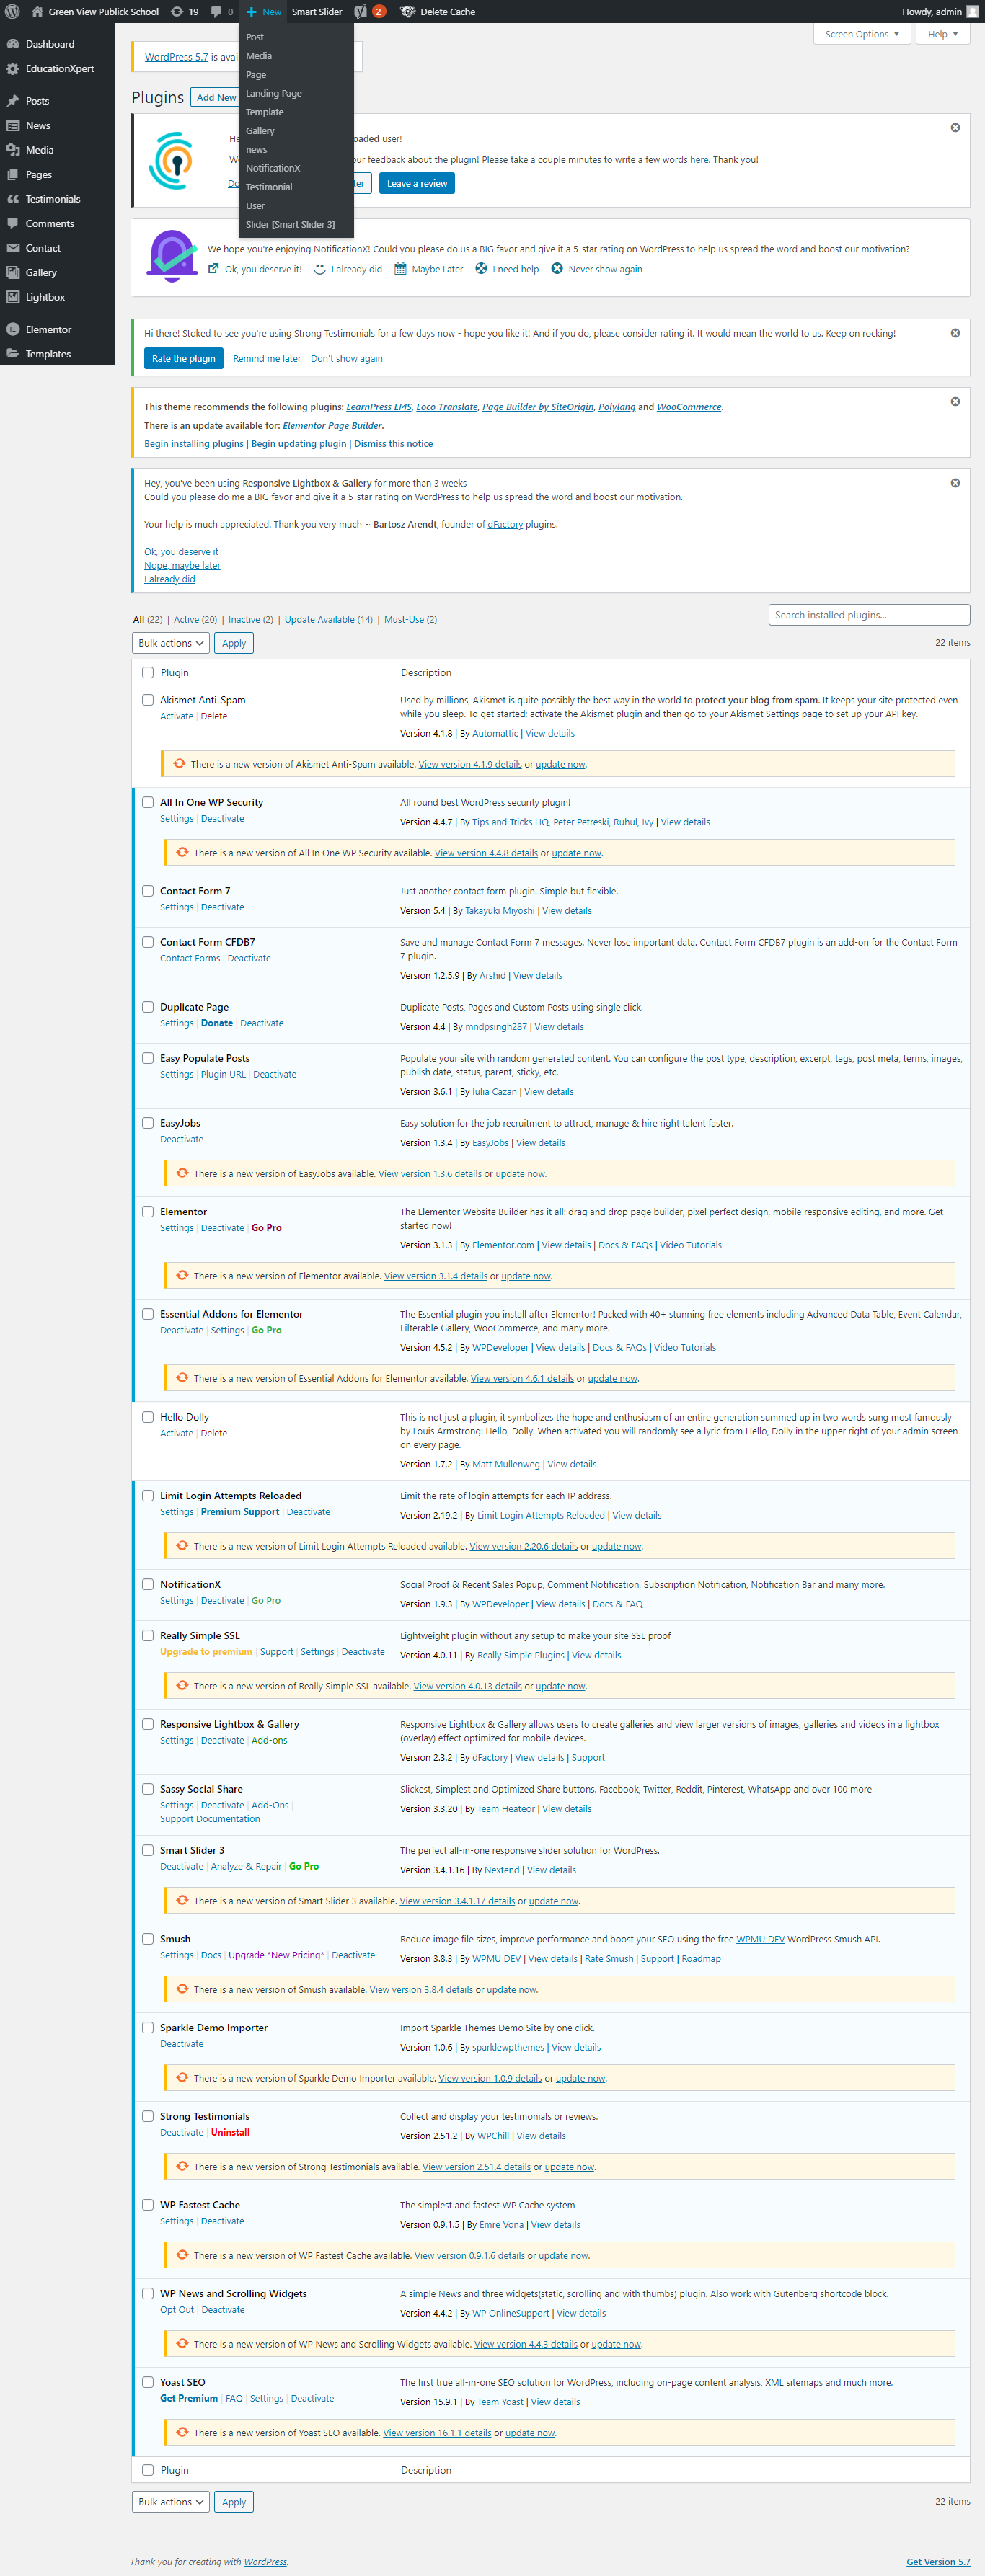 Green View Publick School 19 0 New Smart Slider 2 Delete Cache Howdy, admin
Screen Options Help
Dashboard
EducationXpert
Posts
News
Media
Pages
Testimonials
Comments
Contact
Gallery
Lightbox
Elementor
Templates
Post
Media
Page
Landing Page
Template
Gallery
news
NotificationX
Testimonial
User
Slider [Smart Slider 3]
WordPress 5.7 is avai
Plugins Add New
He oaded user!
We our feedback about the plugin! Please take a couple minutes to write a few words here. Thank you!
Do ter Leave a review
We hope you're enjoying NotificationX! Could you please do us a BIG favor and give it a 5-star rating on WordPress to help us spread the word and boost our motivation?
Ok, you deserve it! I already did Maybe Later I need help Never show again
Hi there! Stoked to see you're using Strong Testimonials for a few days now - hope you like it! And if you do, please consider rating it. It would mean the world to us. Keep on rocking!
Rate the plugin Remind me later Don't show again
This theme recommends the following plugins: LearnPress LMS, Loco Translate, Page Builder by SiteOrigin, Polylang and WooCommerce.
There is an update available for: Elementor Page Builder.
Begin installing plugins | Begin updating plugin | Dismiss this notice
Hey, you've been using Responsive Lightbox & Gallery for more than 3 weeks
Could you please do me a BIG favor and give it a 5-star rating on WordPress to help us spread the word and boost our motivation.
Your help is much appreciated. Thank you very much ~ Bartosz Arendt, founder of dFactory plugins.
Ok, you deserve it
Nope, maybe later
I already did
All (22) | Active (20) | Inactive (2) | Update Available (14) | Must-Use (2)
Search installed plugins...
Bulk actions Apply 22 items
Plugin Description
Akismet Anti-Spam
Activate | Delete
Used by millions, Akismet is quite possibly the best way in the world to protect your blog from spam. It keeps your site protected even
while you sleep. To get started: activate the Akismet plugin and then go to your Akismet Settings page to set up your API key.
Version 4.1.8 | By Automattic | View details
There is a new version of Akismet Anti-Spam available. View version 4.1.9 details or update now.
All In One WP Security
Settings | Deactivate
All round best WordPress security plugin!
Version 4.4.7 | By Tips and Tricks HQ, Peter Petreski, Ruhul, Ivy | View details
There is a new version of All In One WP Security available. View version 4.4.8 details or update now.
Contact Form 7
Settings | Deactivate
Just another contact form plugin. Simple but flexible.
Version 5.4 | By Takayuki Miyoshi | View details
Contact Form CFDB7
Contact Forms | Deactivate
Save and manage Contact Form 7 messages. Never lose important data. Contact Form CFDB7 plugin is an add-on for the Contact Form
7 plugin.
Version 1.2.5.9 | By Arshid | View details
Duplicate Page
Settings | Donate | Deactivate
Duplicate Posts, Pages and Custom Posts using single click.
Version 4.4 | By mndpsingh287 | View details
Easy Populate Posts
Settings | Plugin URL | Deactivate
Populate your site with random generated content. You can configure the post type, description, excerpt, tags, post meta, terms, images,
publish date, status, parent, sticky, etc.
Version 3.6.1 | By Iulia Cazan | View details
EasyJobs
Deactivate
Easy solution for the job recruitment to attract, manage & hire right talent faster.
Version 1.3.4 | By EasyJobs | View details
There is a new version of EasyJobs available. View version 1.3.6 details or update now.
Elementor
Settings | Deactivate | Go Pro
The Elementor Website Builder has it all: drag and drop page builder, pixel perfect design, mobile responsive editing, and more. Get
started now!
Version 3.1.3 | By Elementor.com | View details | Docs & FAQs | Video Tutorials
There is a new version of Elementor available. View version 3.1.4 details or update now.
Essential Addons for Elementor
Deactivate | Settings | Go Pro
The Essential plugin you install after Elementor! Packed with 40+ stunning free elements including Advanced Data Table, Event Calendar,
Filterable Gallery, WooCommerce, and many more.
Version 4.5.2 | By WPDeveloper | View details | Docs & FAQs | Video Tutorials
There is a new version of Essential Addons for Elementor available. View version 4.6.1 details or update now.
Hello Dolly
Activate | Delete
This is not just a plugin, it symbolizes the hope and enthusiasm of an entire generation summed up in two words sung most famously
by Louis Armstrong: Hello, Dolly. When activated you will randomly see a lyric from Hello, Dolly in the upper right of your admin screen
on every page.
Version 1.7.2 | By Matt Mullenweg | View details
Limit Login Attempts Reloaded
Settings | Premium Support | Deactivate
Limit the rate of login attempts for each IP address.
Version 2.19.2 | By Limit Login Attempts Reloaded | View details
There is a new version of Limit Login Attempts Reloaded available. View version 2.20.6 details or update now.
NotificationX
Settings | Deactivate | Go Pro
Social Proof & Recent Sales Popup, Comment Notification, Subscription Notification, Notification Bar and many more.
Version 1.9.3 | By WPDeveloper | View details | Docs & FAQ
Really Simple SSL
Upgrade to premium | Support | Settings | Deactivate
Lightweight plugin without any setup to make your site SSL proof
Version 4.0.11 | By Really Simple Plugins | View details
There is a new version of Really Simple SSL available. View version 4.0.13 details or update now.
Responsive Lightbox & Gallery
Settings | Deactivate | Add-ons
Responsive Lightbox & Gallery allows users to create galleries and view larger versions of images, galleries and videos in a lightbox
(overlay) effect optimized for mobile devices.
Version 2.3.2 | By dFactory | View details | Support
Sassy Social Share
Settings | Deactivate | Add-Ons |
Support Documentation
Slickest, Simplest and Optimized Share buttons. Facebook, Twitter, Reddit, Pinterest, WhatsApp and over 100 more
Version 3.3.20 | By Team Heateor | View details
Smart Slider 3
Deactivate | Analyze & Repair | Go Pro
The perfect all-in-one responsive slider solution for WordPress.
Version 3.4.1.16 | By Nextend | View details
There is a new version of Smart Slider 3 available. View version 3.4.1.17 details or update now.
Smush
Settings | Docs | Upgrade "New Pricing" | Deactivate
Reduce image file sizes, improve performance and boost your SEO using the free WPMU DEV WordPress Smush API.
Version 3.8.3 | By WPMU DEV | View details | Rate Smush | Support | Roadmap
There is a new version of Smush available. View version 3.8.4 details or update now.
Sparkle Demo Importer
Deactivate
Import Sparkle Themes Demo Site by one click.
Version 1.0.6 | By sparklewpthemes | View details
There is a new version of Sparkle Demo Importer available. View version 1.0.9 details or update now.
Strong Testimonials
Deactivate | Uninstall
Collect and display your testimonials or reviews.
Version 2.51.2 | By WPChill | View details
There is a new version of Strong Testimonials available. View version 2.51.4 details or update now.
WP Fastest Cache
Settings | Deactivate
The simplest and fastest WP Cache system
Version 0.9.1.5 | By Emre Vona | View details
There is a new version of WP Fastest Cache available. View version 0.9.1.6 details or update now.
WP News and Scrolling Widgets
Opt Out | Deactivate
A simple News and three widgets(static, scrolling and with thumbs) plugin. Also work with Gutenberg shortcode block.
Version 4.4.2 | By WP OnlineSupport | View details
There is a new version of WP News and Scrolling Widgets available. View version 4.4.3 details or update now.
Yoast SEO
Get Premium | FAQ | Settings | Deactivate
The first true all-in-one SEO solution for WordPress, including on-page content analysis, XML sitemaps and much more.
Version 15.9.1 | By Team Yoast | View details
There is a new version of Yoast SEO available. View version 16.1.1 details or update now.
Plugin Description
Bulk actions Apply 22 items
Thank you for creating with WordPress. Get Version 5.7